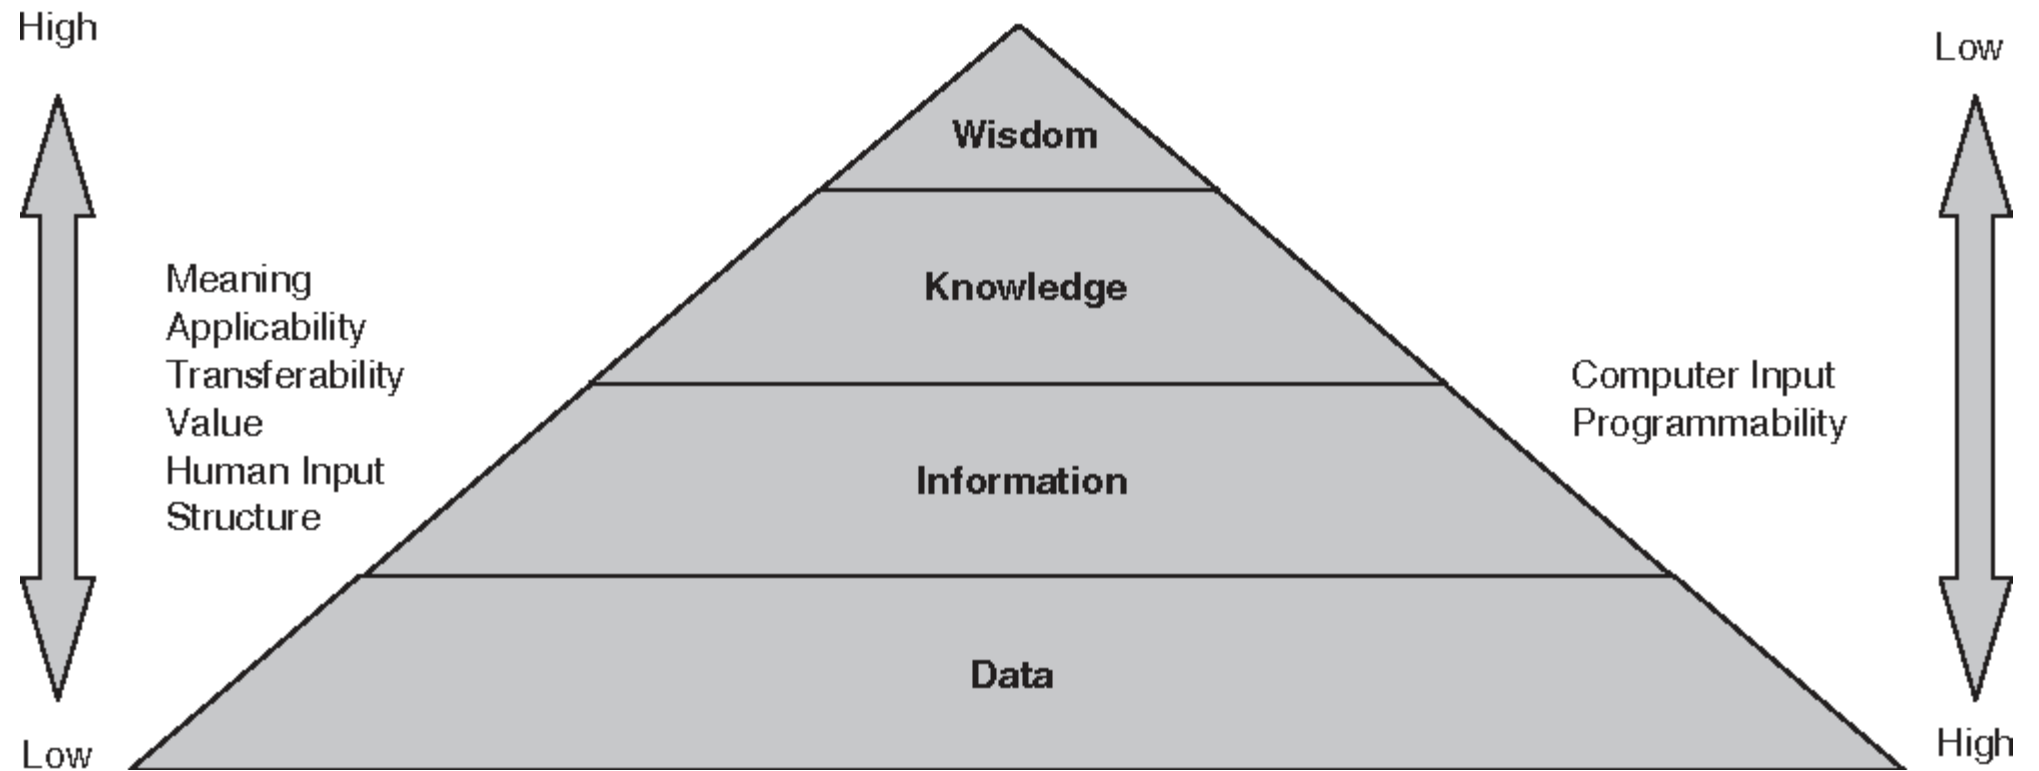 High
Low
Wisdom
Meaning
Applicability
Transferability
Value
Human Input
Structure
Knowledge
Computer Input
Programmability
Information
Data
Low
High